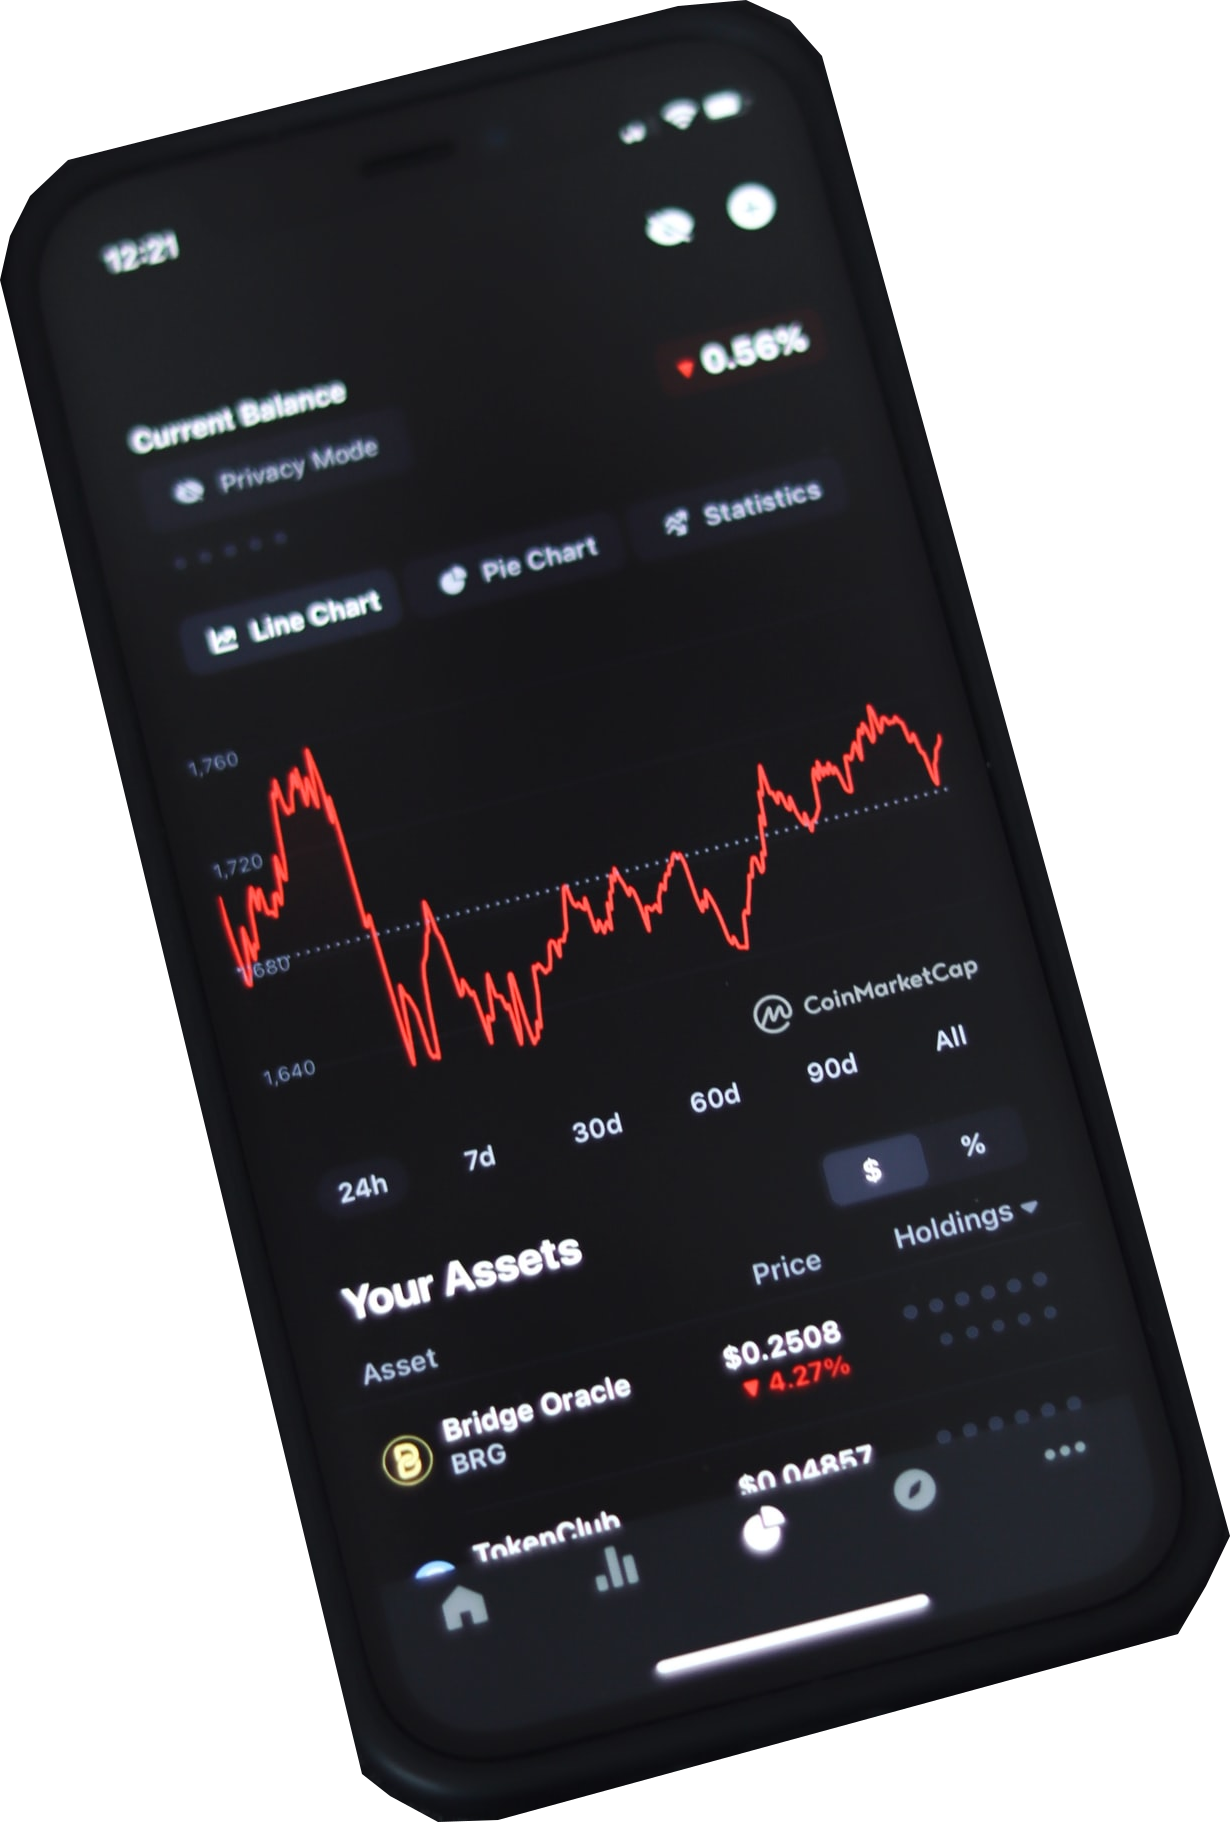 12:21
Current Balance
0.56%
Privacy Mode
Line Chart
Pie Chart
Statistics
1,760
1,720
1,680
1,640
CoinMarketCap
24h
7d
30d
60d
90d
All
$
%
Your Assets
Asset
Price
Holdings
Bridge Oracle
BRG
$0.2508
4.27%
TokenClub
$0.04857